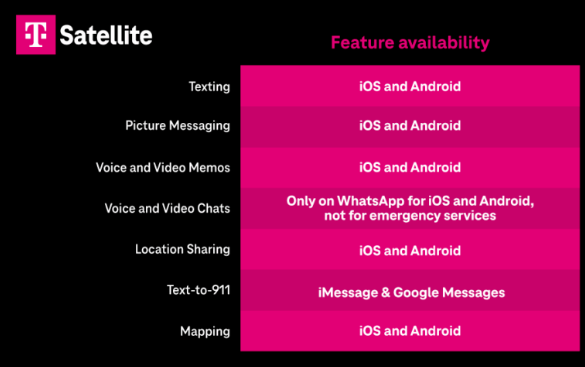 T Satellite
Feature availability
Texting iOS and Android
Picture Messaging iOS and Android
Voice and Video Memos iOS and Android
Voice and Video Chats Only on WhatsApp for iOS and Android,
not for emergency services
Location Sharing iOS and Android
Text-to-911 iMessage & Google Messages
Mapping iOS and Android